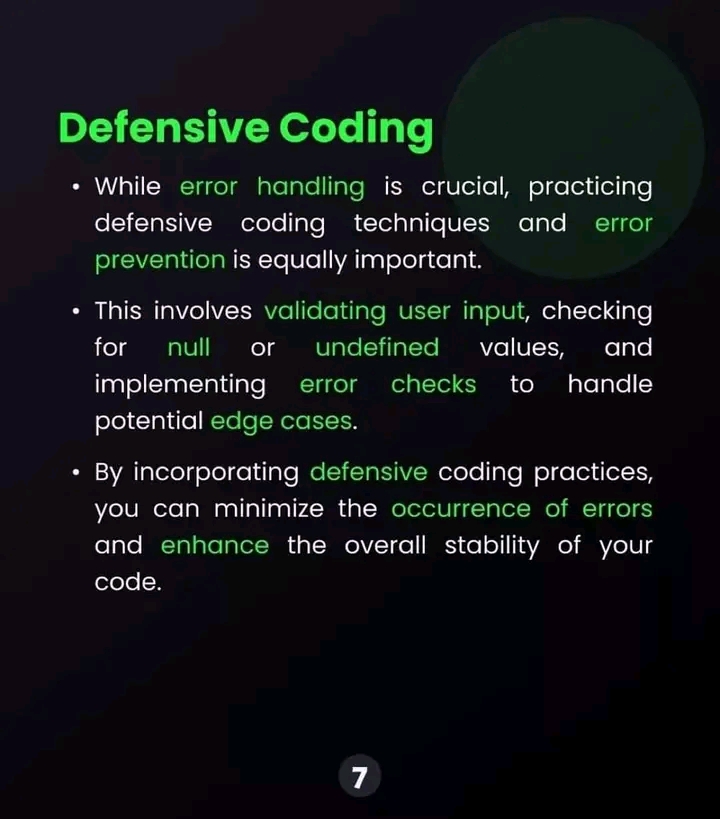 Defensive Coding
• While error handling is crucial, practicing
defensive coding techniques and error
prevention is equally important.
• This involves validating user input, checking
for null or undefined values, and
implementing error checks to handle
potential edge cases.
• By incorporating defensive coding practices,
you can minimize the occurrence of errors
and enhance the overall stability of your
code.
7